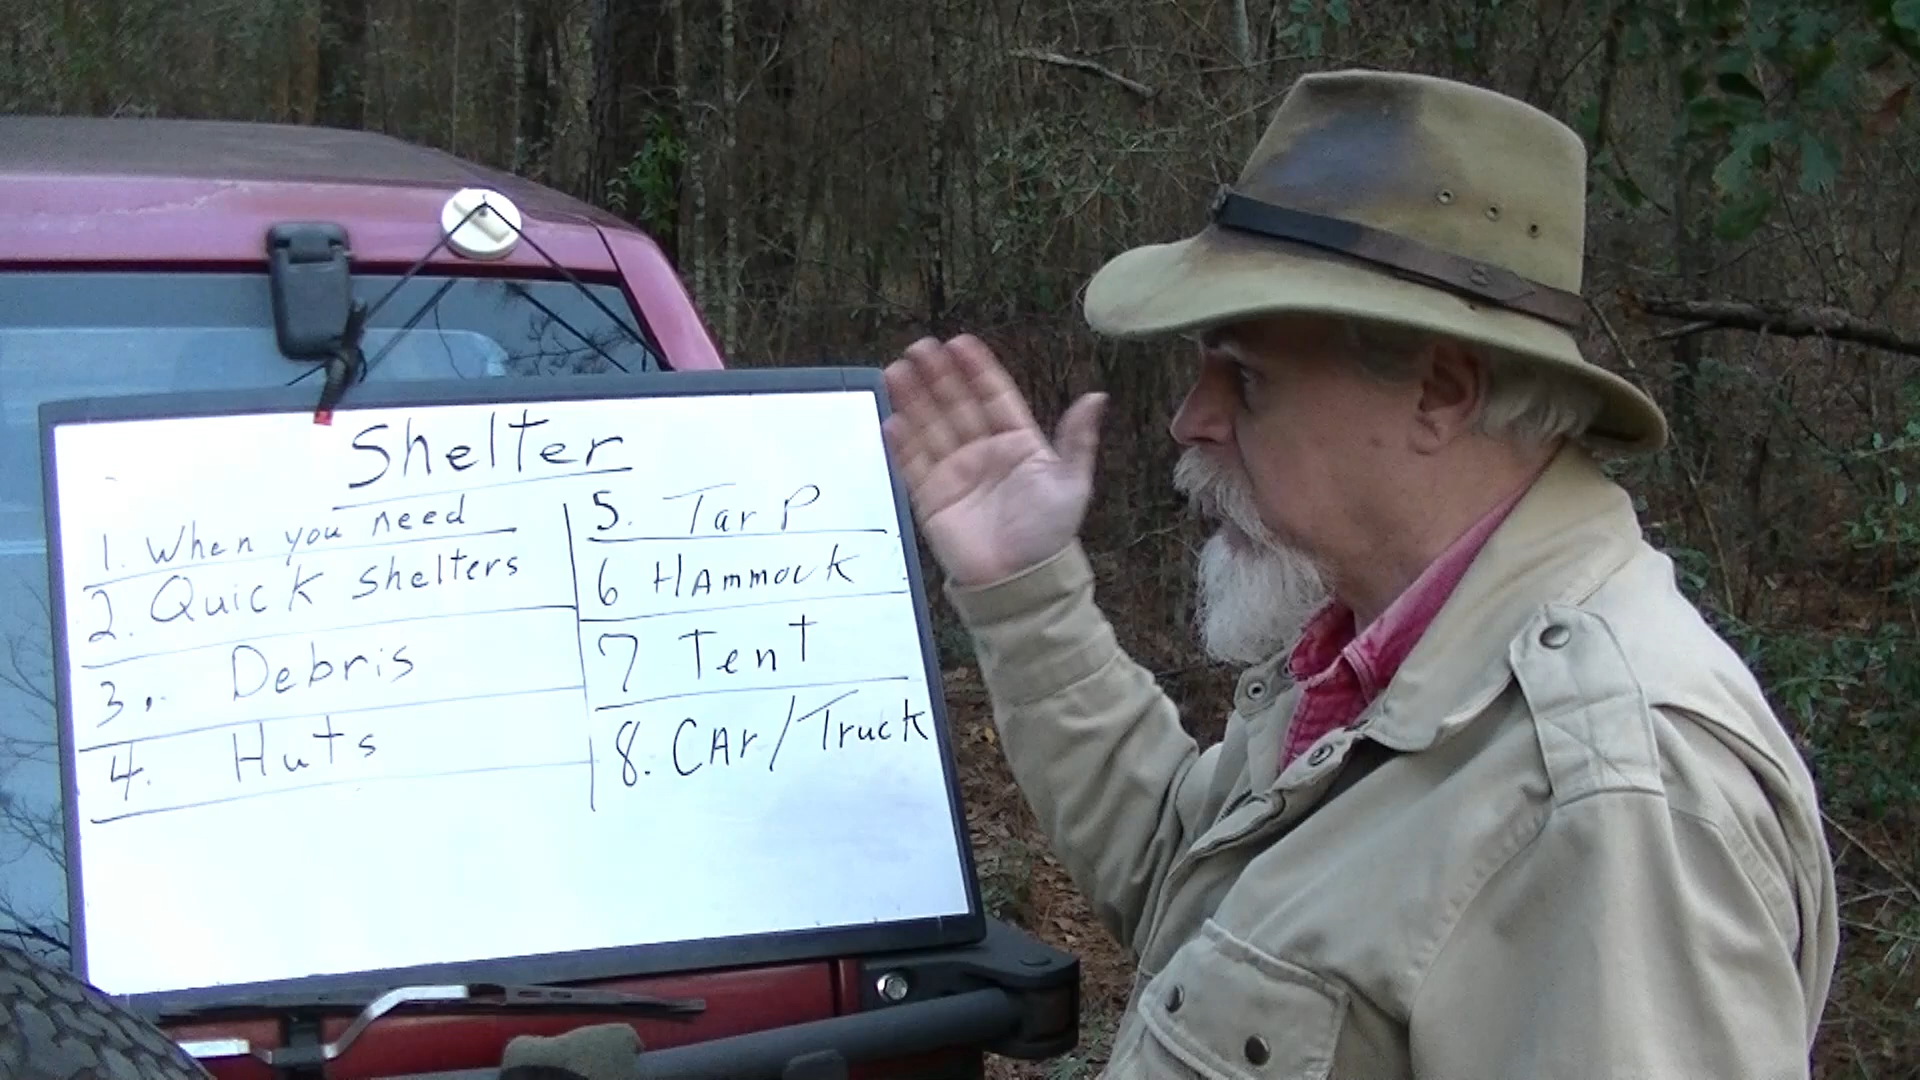 Shelter
1. When you need
2. Quick Shelters
3. Debris
4. Huts
5. Tarp
6 HAmmock
7 Tent
8. CAr/Truck